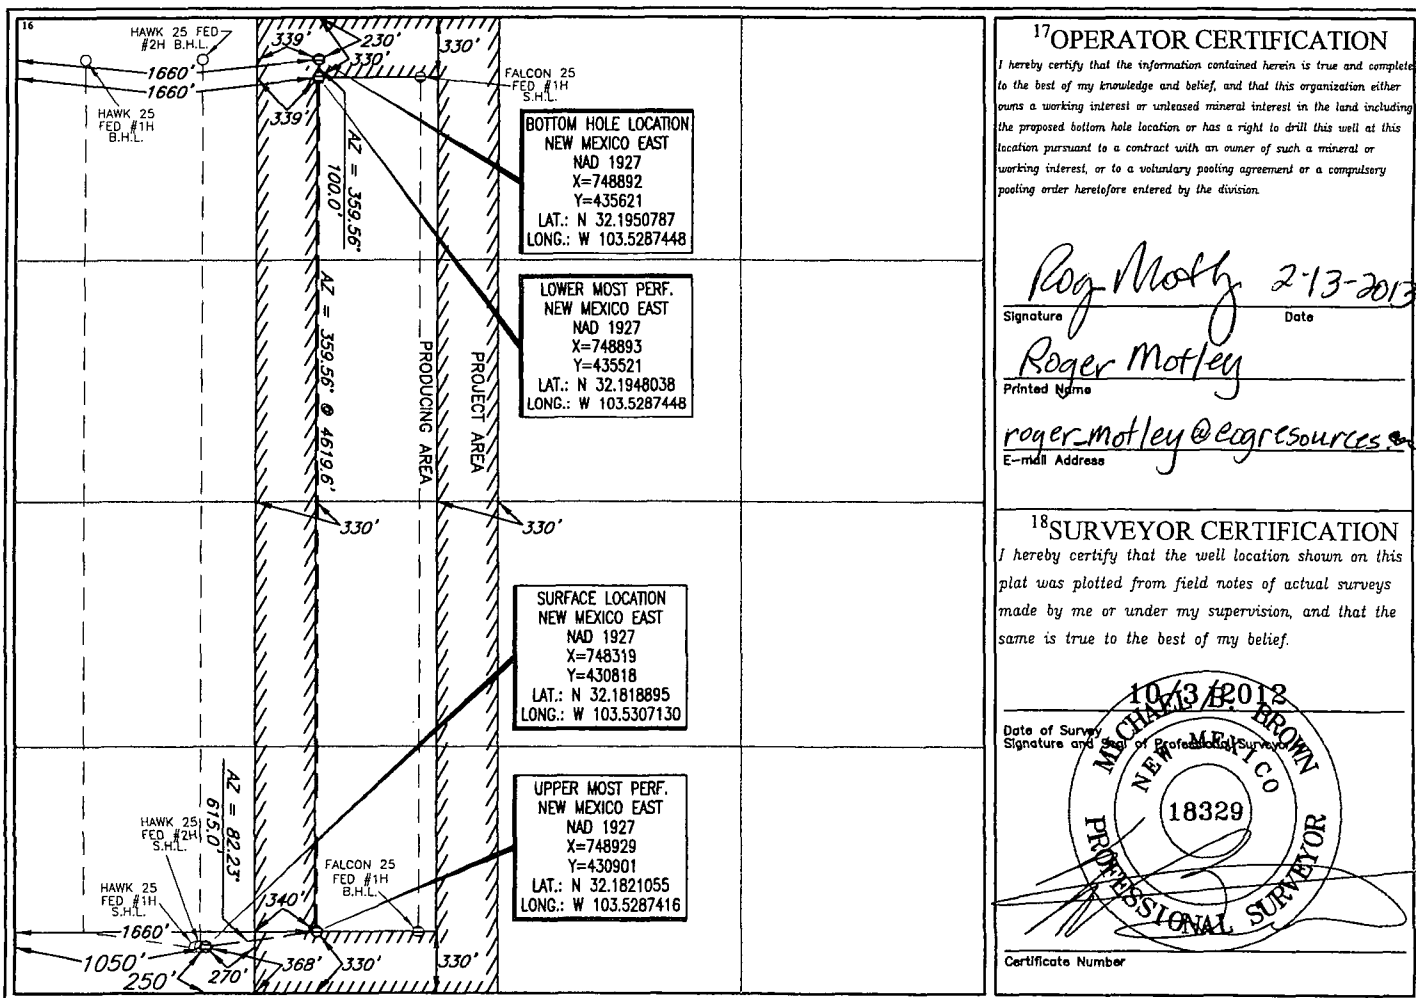 16
HAWK 25 FED
#2H B.H.L.
339'
230'
330'
330'
1660'
1660'
339'
HAWK 25
FED #1H
B.H.L.
FALCON 25
FED #1H
S.H.L.
AZ = 359.56°
100.0'
BOTTOM HOLE LOCATION
NEW MEXICO EAST
NAD 1927
X=748892
Y=435621
LAT.: N 32.1950787
LONG.: W 103.5287448
LOWER MOST PERF.
NEW MEXICO EAST
NAD 1927
X=748893
Y=435521
LAT.: N 32.1948038
LONG.: W 103.5287448
AZ = 359.56° @ 4619.6'
PRODUCING AREA
PROJECT AREA
330'
330'
SURFACE LOCATION
NEW MEXICO EAST
NAD 1927
X=748319
Y=430818
LAT.: N 32.1818895
LONG.: W 103.5307130
UPPER MOST PERF.
NEW MEXICO EAST
NAD 1927
X=748929
Y=430901
LAT.: N 32.1821055
LONG.: W 103.5287416
AZ = 82.23°
615.0'
HAWK 25
FED #2H
S.H.L.
HAWK 25
FED #1H
S.H.L.
FALCON 25
FED #1H
B.H.L.
340'
1660'
1050'
250'
270'
368'
330'
330'
17 OPERATOR CERTIFICATION
I hereby certify that the information contained herein is true and complete
to the best of my knowledge and belief, and that this organization either
owns a working interest or unleased mineral interest in the land including
the proposed bottom hole location or has a right to drill this well at this
location pursuant to a contract with an owner of such a mineral or
working interest, or to a voluntary pooling agreement or a compulsory
pooling order heretofore entered by the division.
2-13-2013
Signature Date
Roger Motley
Printed Name
roger_motley@eogresources.com
E-mail Address
18 SURVEYOR CERTIFICATION
I hereby certify that the well location shown on this
plat was plotted from field notes of actual surveys
made by me or under my supervision, and that the
same is true to the best of my belief.
10/3/2012
Date of Survey
Signature and Seal of Professional Surveyor
MICHAEL B. BROWN
NEW MEXICO
18329
PROFESSIONAL SURVEYOR
Certificate Number